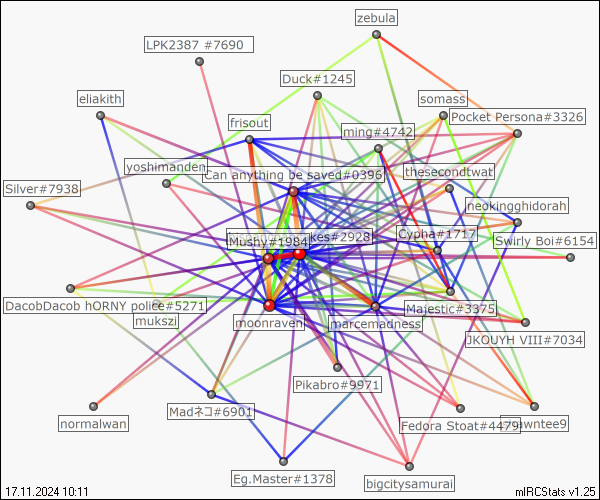 zebula
LPK2387 #7690
Duck#1245
eliakith
somass
Pocket Persona#3326
frisout
ming#4742
yoshimanden
thesecondtwat
Can anything be saved#0396
Silver#7938
neokingghidorah
kes#2928
Cypha#1717
Mushy#1984
Swirly Boi#6154
DacobDacob hORNY police#5271
Majestic#3375
mukszi
moonraven
marcemadness
JKOUYH VIII#7034
Pikabro#9971
Madネコ#6901
normalwan
Fedora Stoat#4479
wntee9
Eg.Master#1378
bigcitysamurai
17.11.2024 10:11
mIRCStats v1.25